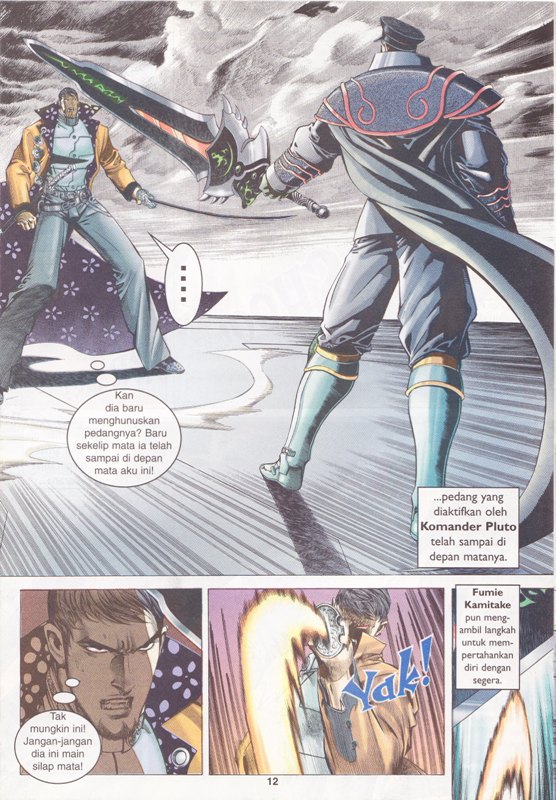 ....
Kan
dia baru
menghunuskan
pedangnya? Baru
sekelip mata ia telah
sampai di depan
mata aku ini!
...pedang yang
diaktifkan oleh
Komander Pluto
telah sampai di
depan matanya.
Tak
mungkin ini!
Jangan-jangan
dia ini main
silap mata!
Yak!
Fumie
Kamitake
pun meng-
ambil langkah
untuk mem-
pertahankan
diri dengan
segera.
12